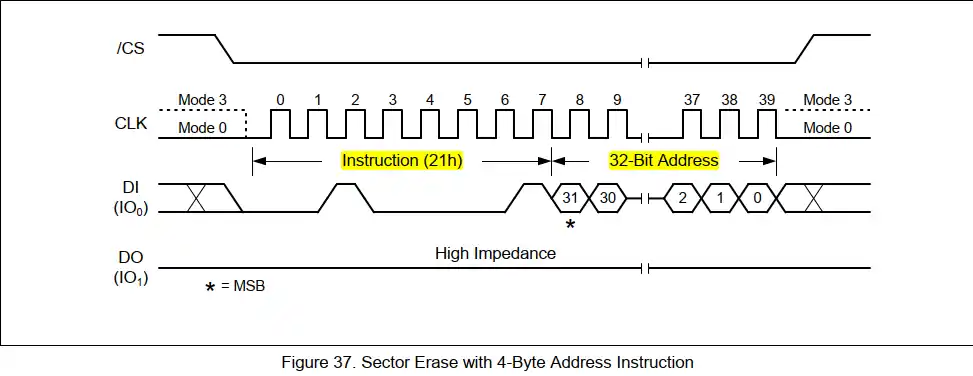 /CS
Mode 3 0 1 2 3 4 5 6 7 8 9 37 38 39 Mode 3
CLK
Mode 0 Mode 0
Instruction (21h) 32-Bit Address
DI
(IO0)
31 30 2 1 0
*
High Impedance
DO
(IO1)
* = MSB
Figure 37. Sector Erase with 4-Byte Address Instruction